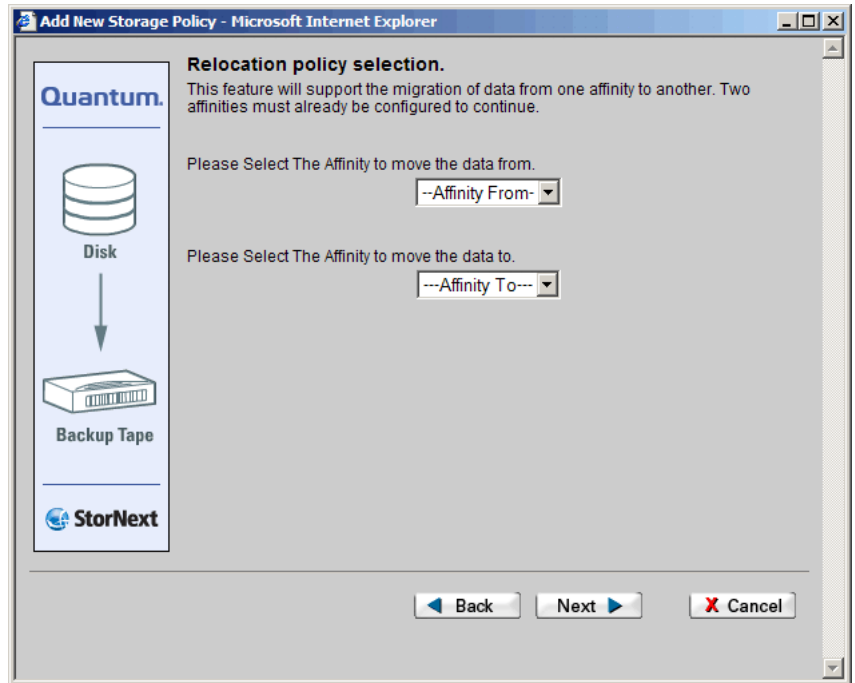 Add New Storage Policy - Microsoft Internet Explorer
Quantum.
Disk
Backup Tape
StorNext
Relocation policy selection.
This feature will support the migration of data from one affinity to another. Two
affinities must already be configured to continue.
Please Select The Affinity to move the data from.
--Affinity From-
Please Select The Affinity to move the data to.
---Affinity To---
Back
Next
X Cancel